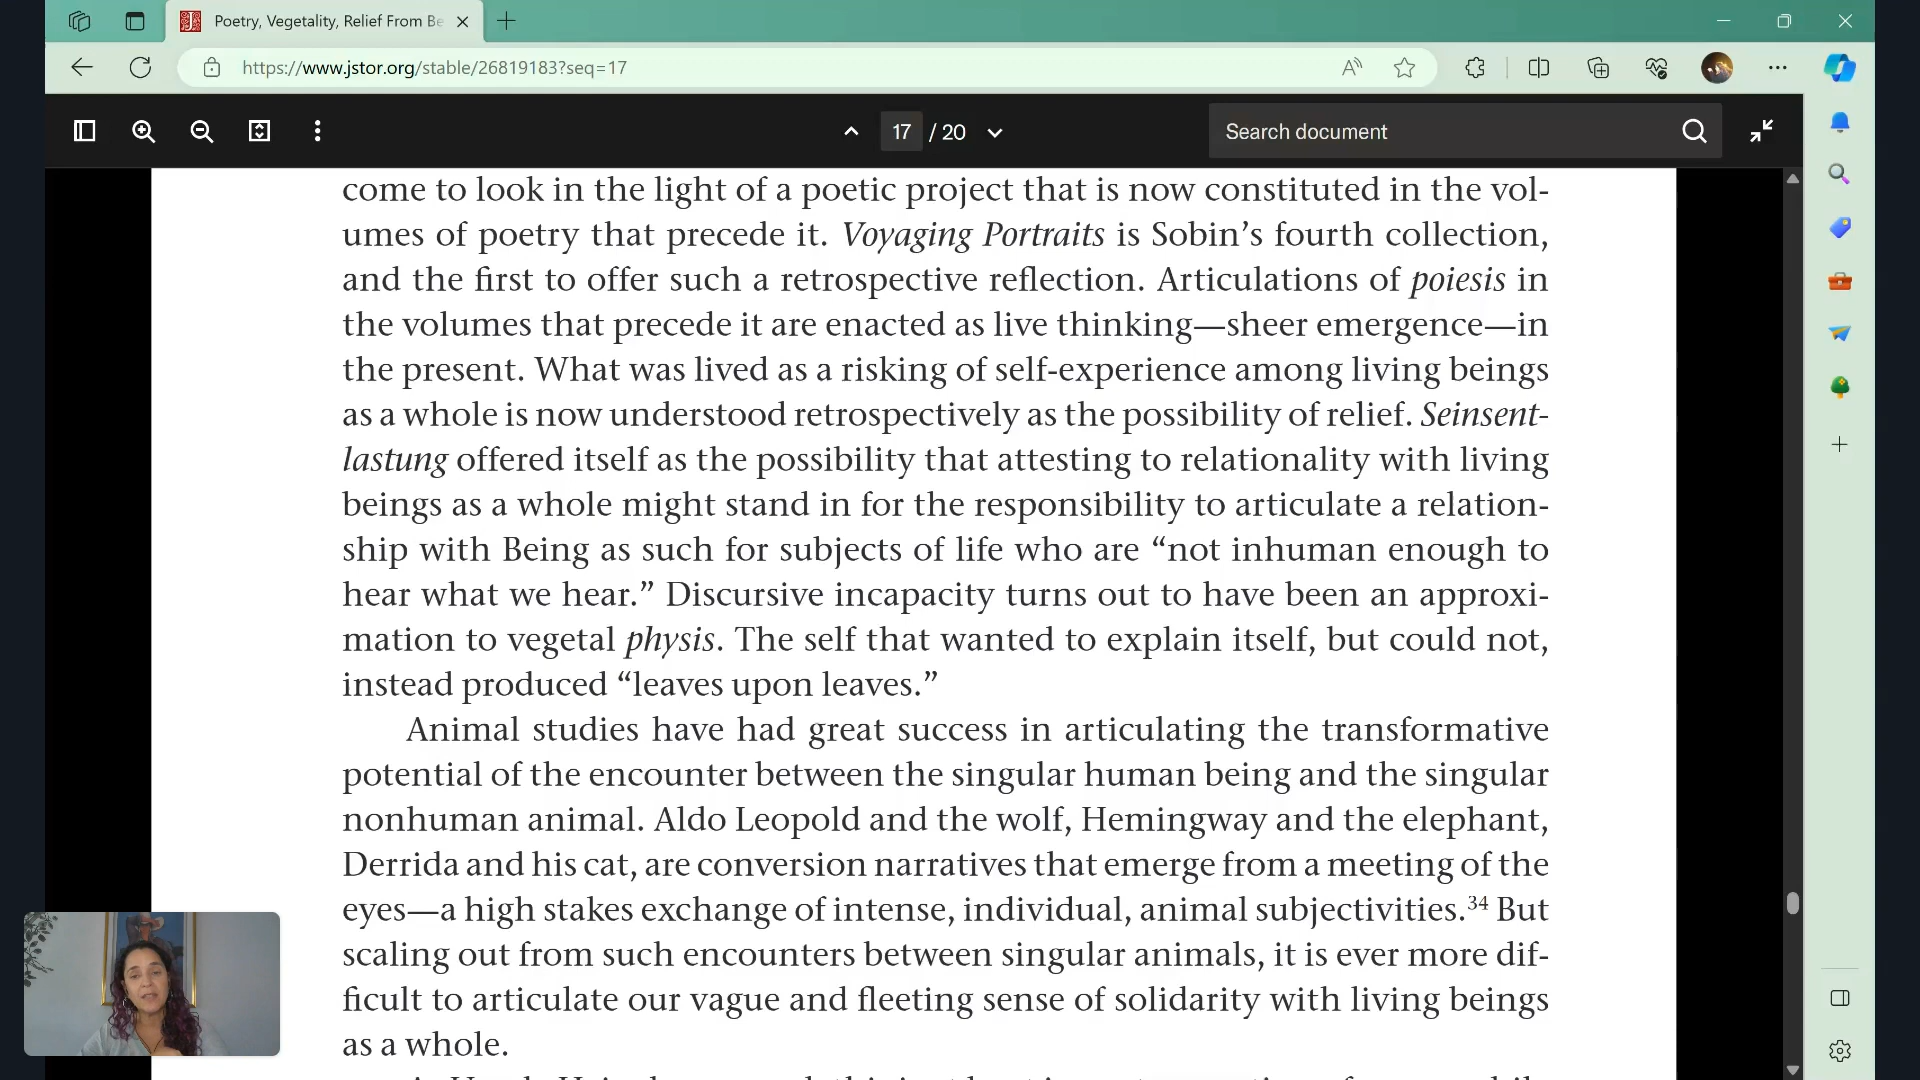 Poetry, Vegetality, Relief From Be
https://www.jstor.org/stable/26819183?seq=17
17 / 20
Search document
come to look in the light of a poetic project that is now constituted in the vol-
umes of poetry that precede it. Voyaging Portraits is Sobin’s fourth collection,
and the first to offer such a retrospective reflection. Articulations of poiesis in
the volumes that precede it are enacted as live thinking—sheer emergence—in
the present. What was lived as a risking of self-experience among living beings
as a whole is now understood retrospectively as the possibility of relief. Seinsent-
lastung offered itself as the possibility that attesting to relationality with living
beings as a whole might stand in for the responsibility to articulate a relation-
ship with Being as such for subjects of life who are “not inhuman enough to
hear what we hear.” Discursive incapacity turns out to have been an approxi-
mation to vegetal physis. The self that wanted to explain itself, but could not,
instead produced “leaves upon leaves.”
Animal studies have had great success in articulating the transformative
potential of the encounter between the singular human being and the singular
nonhuman animal. Aldo Leopold and the wolf, Hemingway and the elephant,
Derrida and his cat, are conversion narratives that emerge from a meeting of the
eyes—a high stakes exchange of intense, individual, animal subjectivities.34 But
scaling out from such encounters between singular animals, it is ever more dif-
ficult to articulate our vague and fleeting sense of solidarity with living beings
as a whole.